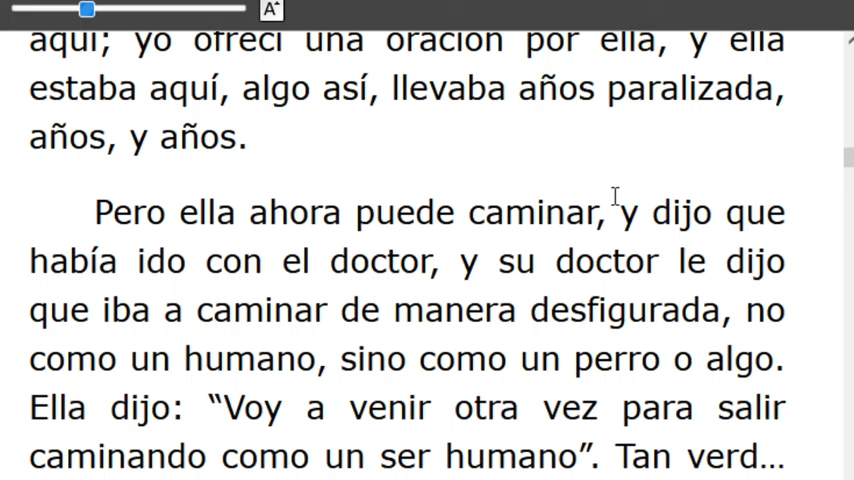 A
aquí; yo ofrecí una oración por ella, y ella
estaba aquí, algo así, llevaba años paralizada,
años, y años.
Pero ella ahora puede caminar, y dijo que
había ido con el doctor, y su doctor le dijo
que iba a caminar de manera desfigurada, no
como un humano, sino como un perro o algo.
Ella dijo: “Voy a venir otra vez para salir
caminando como un ser humano”. Tan verd...